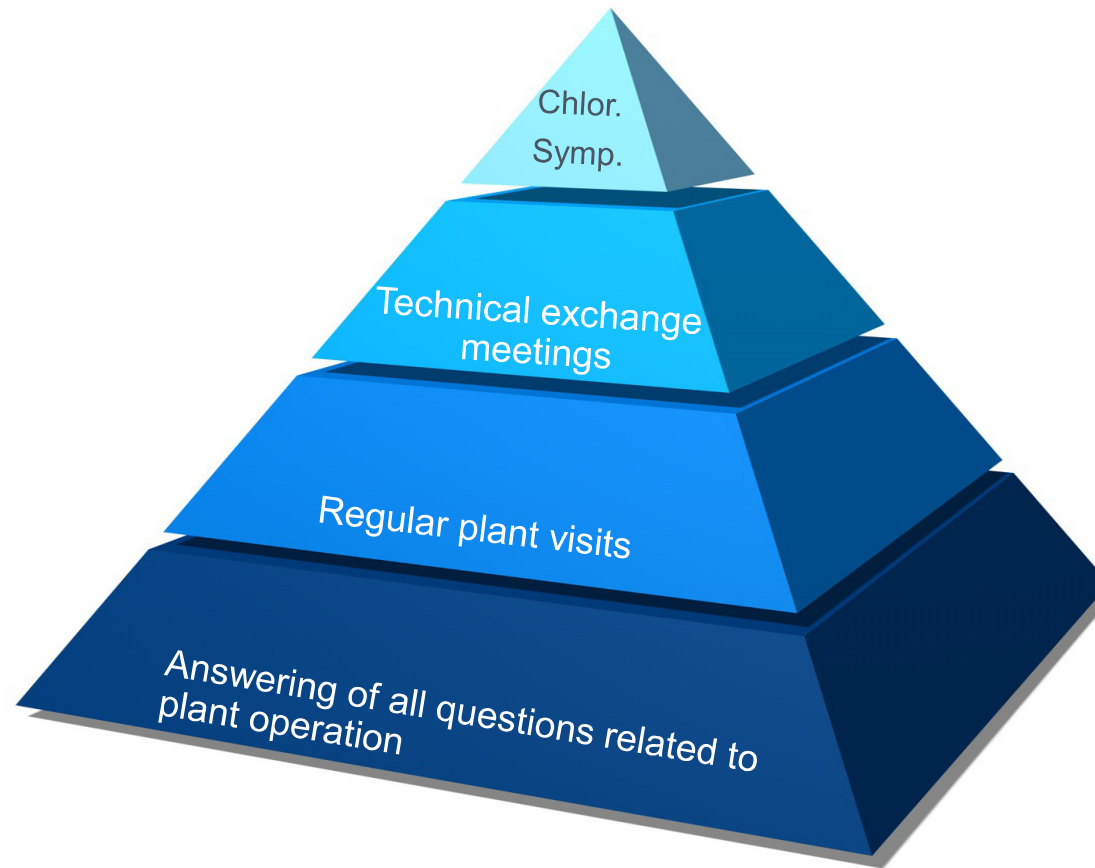 Chlor.
Symp.
Technical exchange
meetings
Regular plant visits
Answering of all questions related to
plant operation